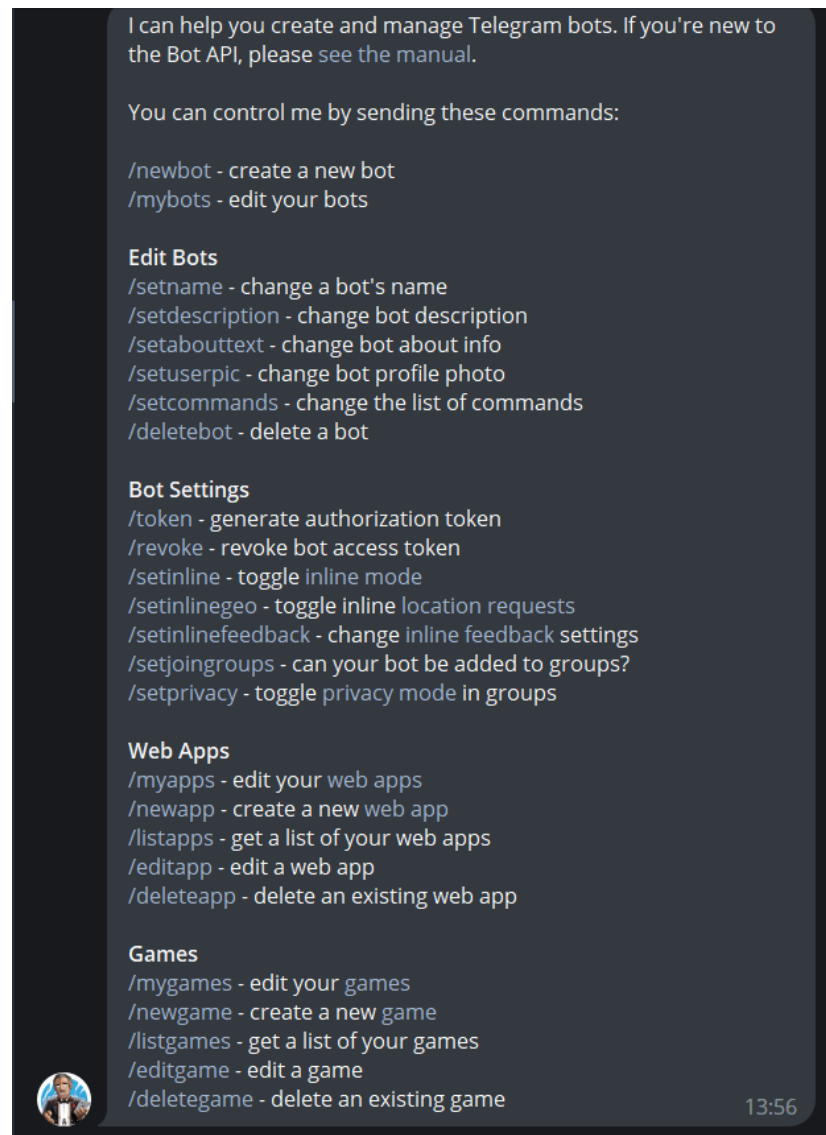 I can help you create and manage Telegram bots. If you're new to
the Bot API, please see the manual.
You can control me by sending these commands:
/newbot - create a new bot
/mybots - edit your bots
Edit Bots
/setname - change a bot's name
/setdescription - change bot description
/setabouttext - change bot about info
/setuserpic - change bot profile photo
/setcommands - change the list of commands
/deletebot - delete a bot
Bot Settings
/token - generate authorization token
/revoke - revoke bot access token
/setinline - toggle inline mode
/setinlinegeo - toggle inline location requests
/setinlinefeedback - change inline feedback settings
/setjoingroups - can your bot be added to groups?
/setprivacy - toggle privacy mode in groups
Web Apps
/myapps - edit your web apps
/newapp - create a new web app
/listapps - get a list of your web apps
/editapp - edit a web app
/deleteapp - delete an existing web app
Games
/mygames - edit your games
/newgame - create a new game
/listgames - get a list of your games
/editgame - edit a game
/deletegame - delete an existing game
13:56